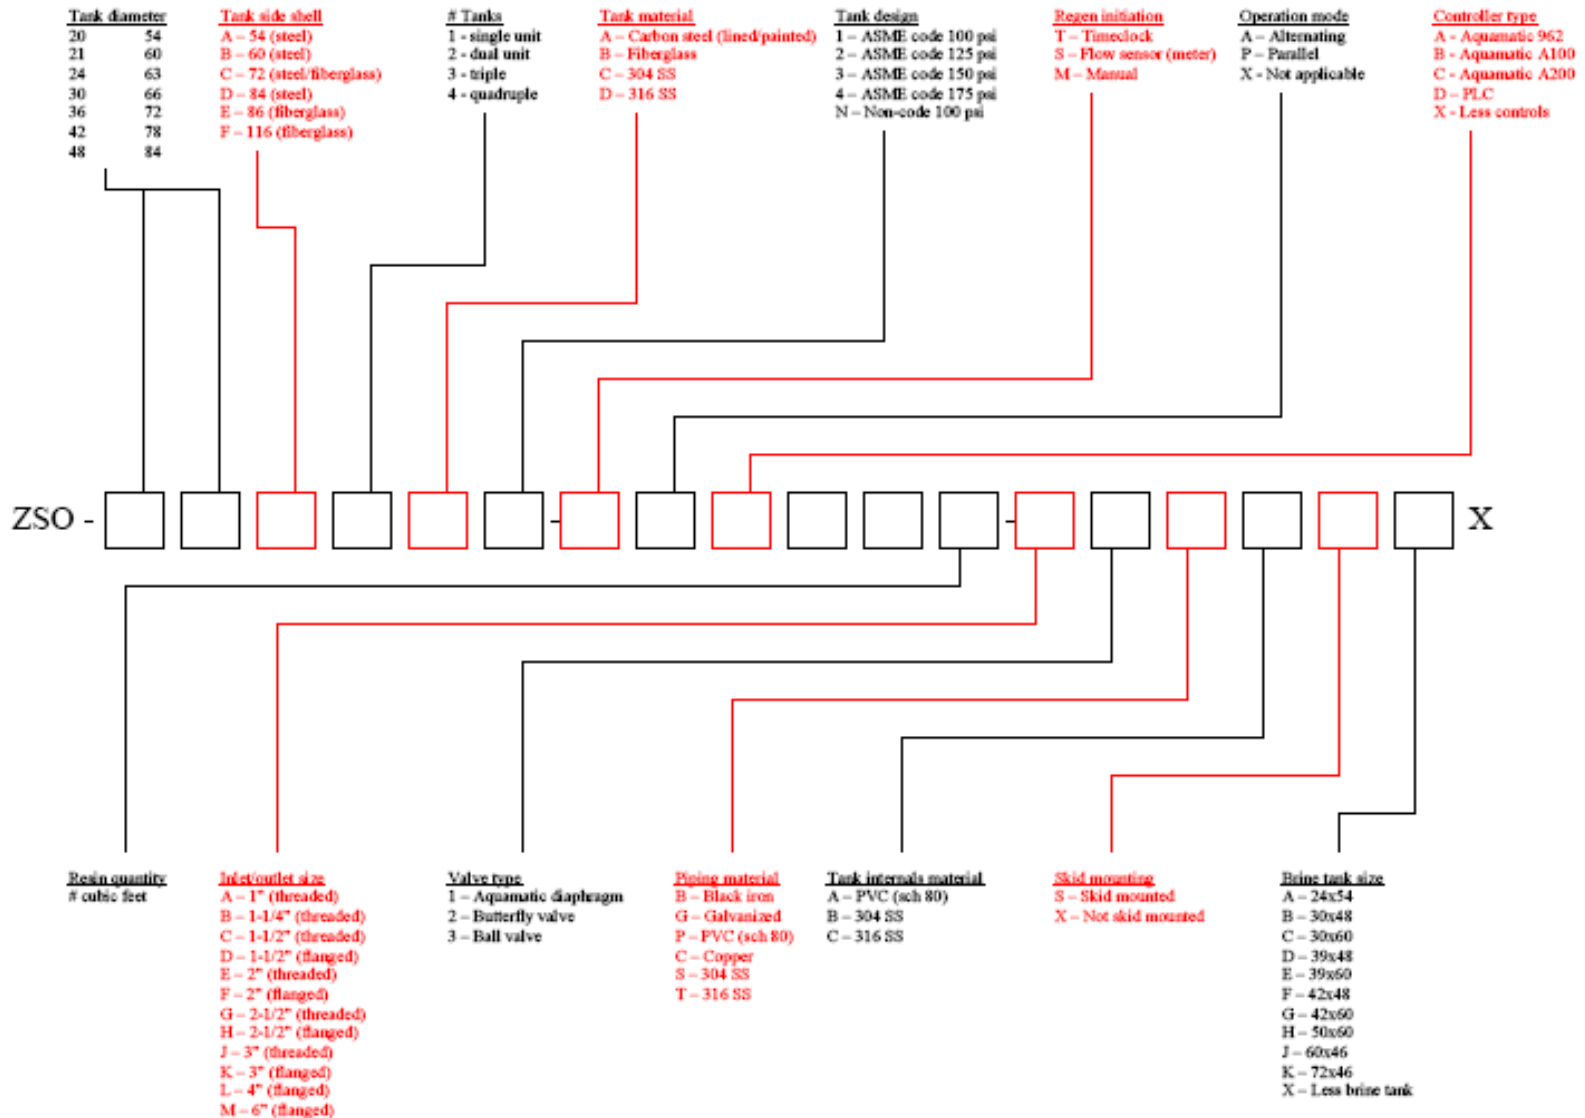 Tank diameter
20 54
21 60
24 63
30 66
36 72
42 78
48 84
Tank side shell
A – 54 (steel)
B – 60 (steel)
C – 72 (steel/fiberglass)
D – 84 (steel)
E – 86 (fiberglass)
F – 116 (fiberglass)
# Tanks
1 - single unit
2 - dual unit
3 - triple
4 - quadruple
Tank material
A – Carbon steel (lined/painted)
B – Fiberglass
C – 304 SS
D – 316 SS
Tank design
1 – ASME code 100 psi
2 – ASME code 125 psi
3 – ASME code 150 psi
4 – ASME code 175 psi
N – Non-code 100 psi
Regen initiation
T – Timeclock
S – Flow sensor (meter)
M – Manual
Operation mode
A – Alternating
P – Parallel
X - Not applicable
Controller type
A - Aquamatic 962
B - Aquamatic A100
C - Aquamatic A200
D – PLC
X - Less controls
ZSO - - - X
Resin quantity
# cubic feet
Inlet/outlet size
A – 1" (threaded)
B – 1-1/4" (threaded)
C – 1-1/2" (threaded)
D – 1-1/2" (flanged)
E – 2" (threaded)
F – 2" (flanged)
G – 2-1/2" (threaded)
H – 2-1/2" (flanged)
J – 3" (threaded)
K – 3" (flanged)
L – 4" (flanged)
M – 6" (flanged)
Valve type
1 – Aquamatic diaphragm
2 – Butterfly valve
3 – Ball valve
Piping material
B – Black iron
G – Galvanized
P – PVC (sch 80)
C – Copper
S – 304 SS
T – 316 SS
Tank internals material
A – PVC (sch 80)
B – 304 SS
C – 316 SS
Skid mounting
S – Skid mounted
X – Not skid mounted
Brine tank size
A – 24x54
B – 30x48
C – 30x60
D – 39x48
E – 39x60
F – 42x48
G – 42x60
H – 50x60
J – 60x46
K – 72x46
X – Less brine tank